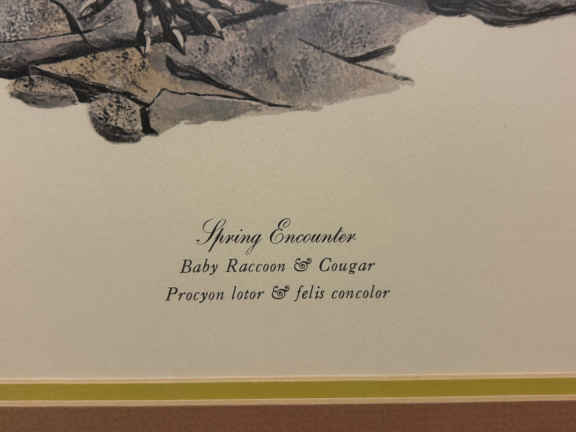 Spring Encounter
Baby Raccoon & Cougar
Procyon lotor & felis concolor